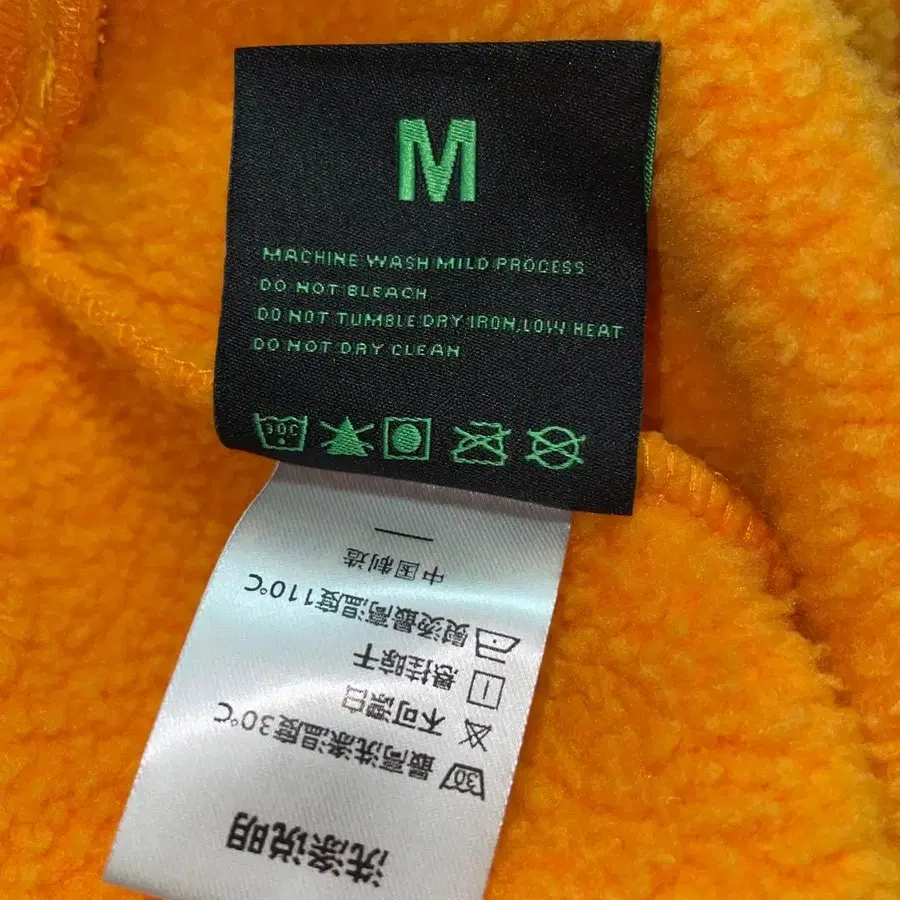 M
MACHINE WASH MILD PROCESS
DO NOT BLEACH
DO NOT TUMBLE DRY IRON,LOW HEAT
DO NOT DRY CLEAN
30C
洗涤说明
30 最高洗涤温度30℃
不可漂白
悬挂晾干
熨烫最高温度110℃
中国制造